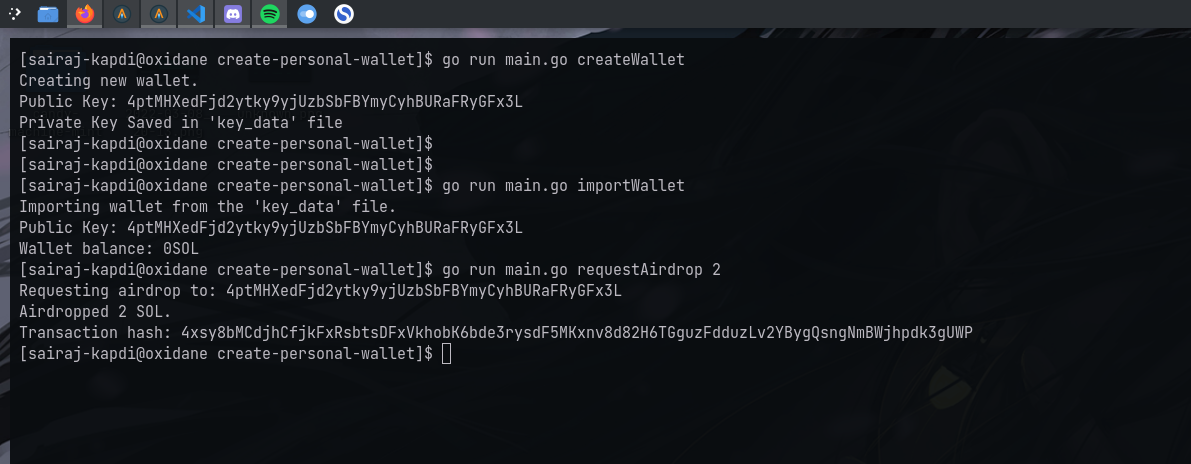 [sairaj-kapdi@oxidane create-personal-wallet]$ go run main.go createWallet
Creating new wallet.
Public Key: 4ptMHXedFjd2ytky9yjUzbSbFBYmyCyhBURaFRyGFx3L
Private Key Saved in 'key_data' file
[sairaj-kapdi@oxidane create-personal-wallet]$
[sairaj-kapdi@oxidane create-personal-wallet]$
[sairaj-kapdi@oxidane create-personal-wallet]$ go run main.go importWallet
Importing wallet from the 'key_data' file.
Public Key: 4ptMHXedFjd2ytky9yjUzbSbFBYmyCyhBURaFRyGFx3L
Wallet balance: 0SOL
[sairaj-kapdi@oxidane create-personal-wallet]$ go run main.go requestAirdrop 2
Requesting airdrop to: 4ptMHXedFjd2ytky9yjUzbSbFBYmyCyhBURaFRyGFx3L
Airdropped 2 SOL.
Transaction hash: 4xsy8bMCdjhCfjkFxRsbtsDFxVkhobK6bde3rysdF5MKxnv8d82H6TGguzFdduzLv2YBygQsngNmBWjhpdk3gUWP
[sairaj-kapdi@oxidane create-personal-wallet]$